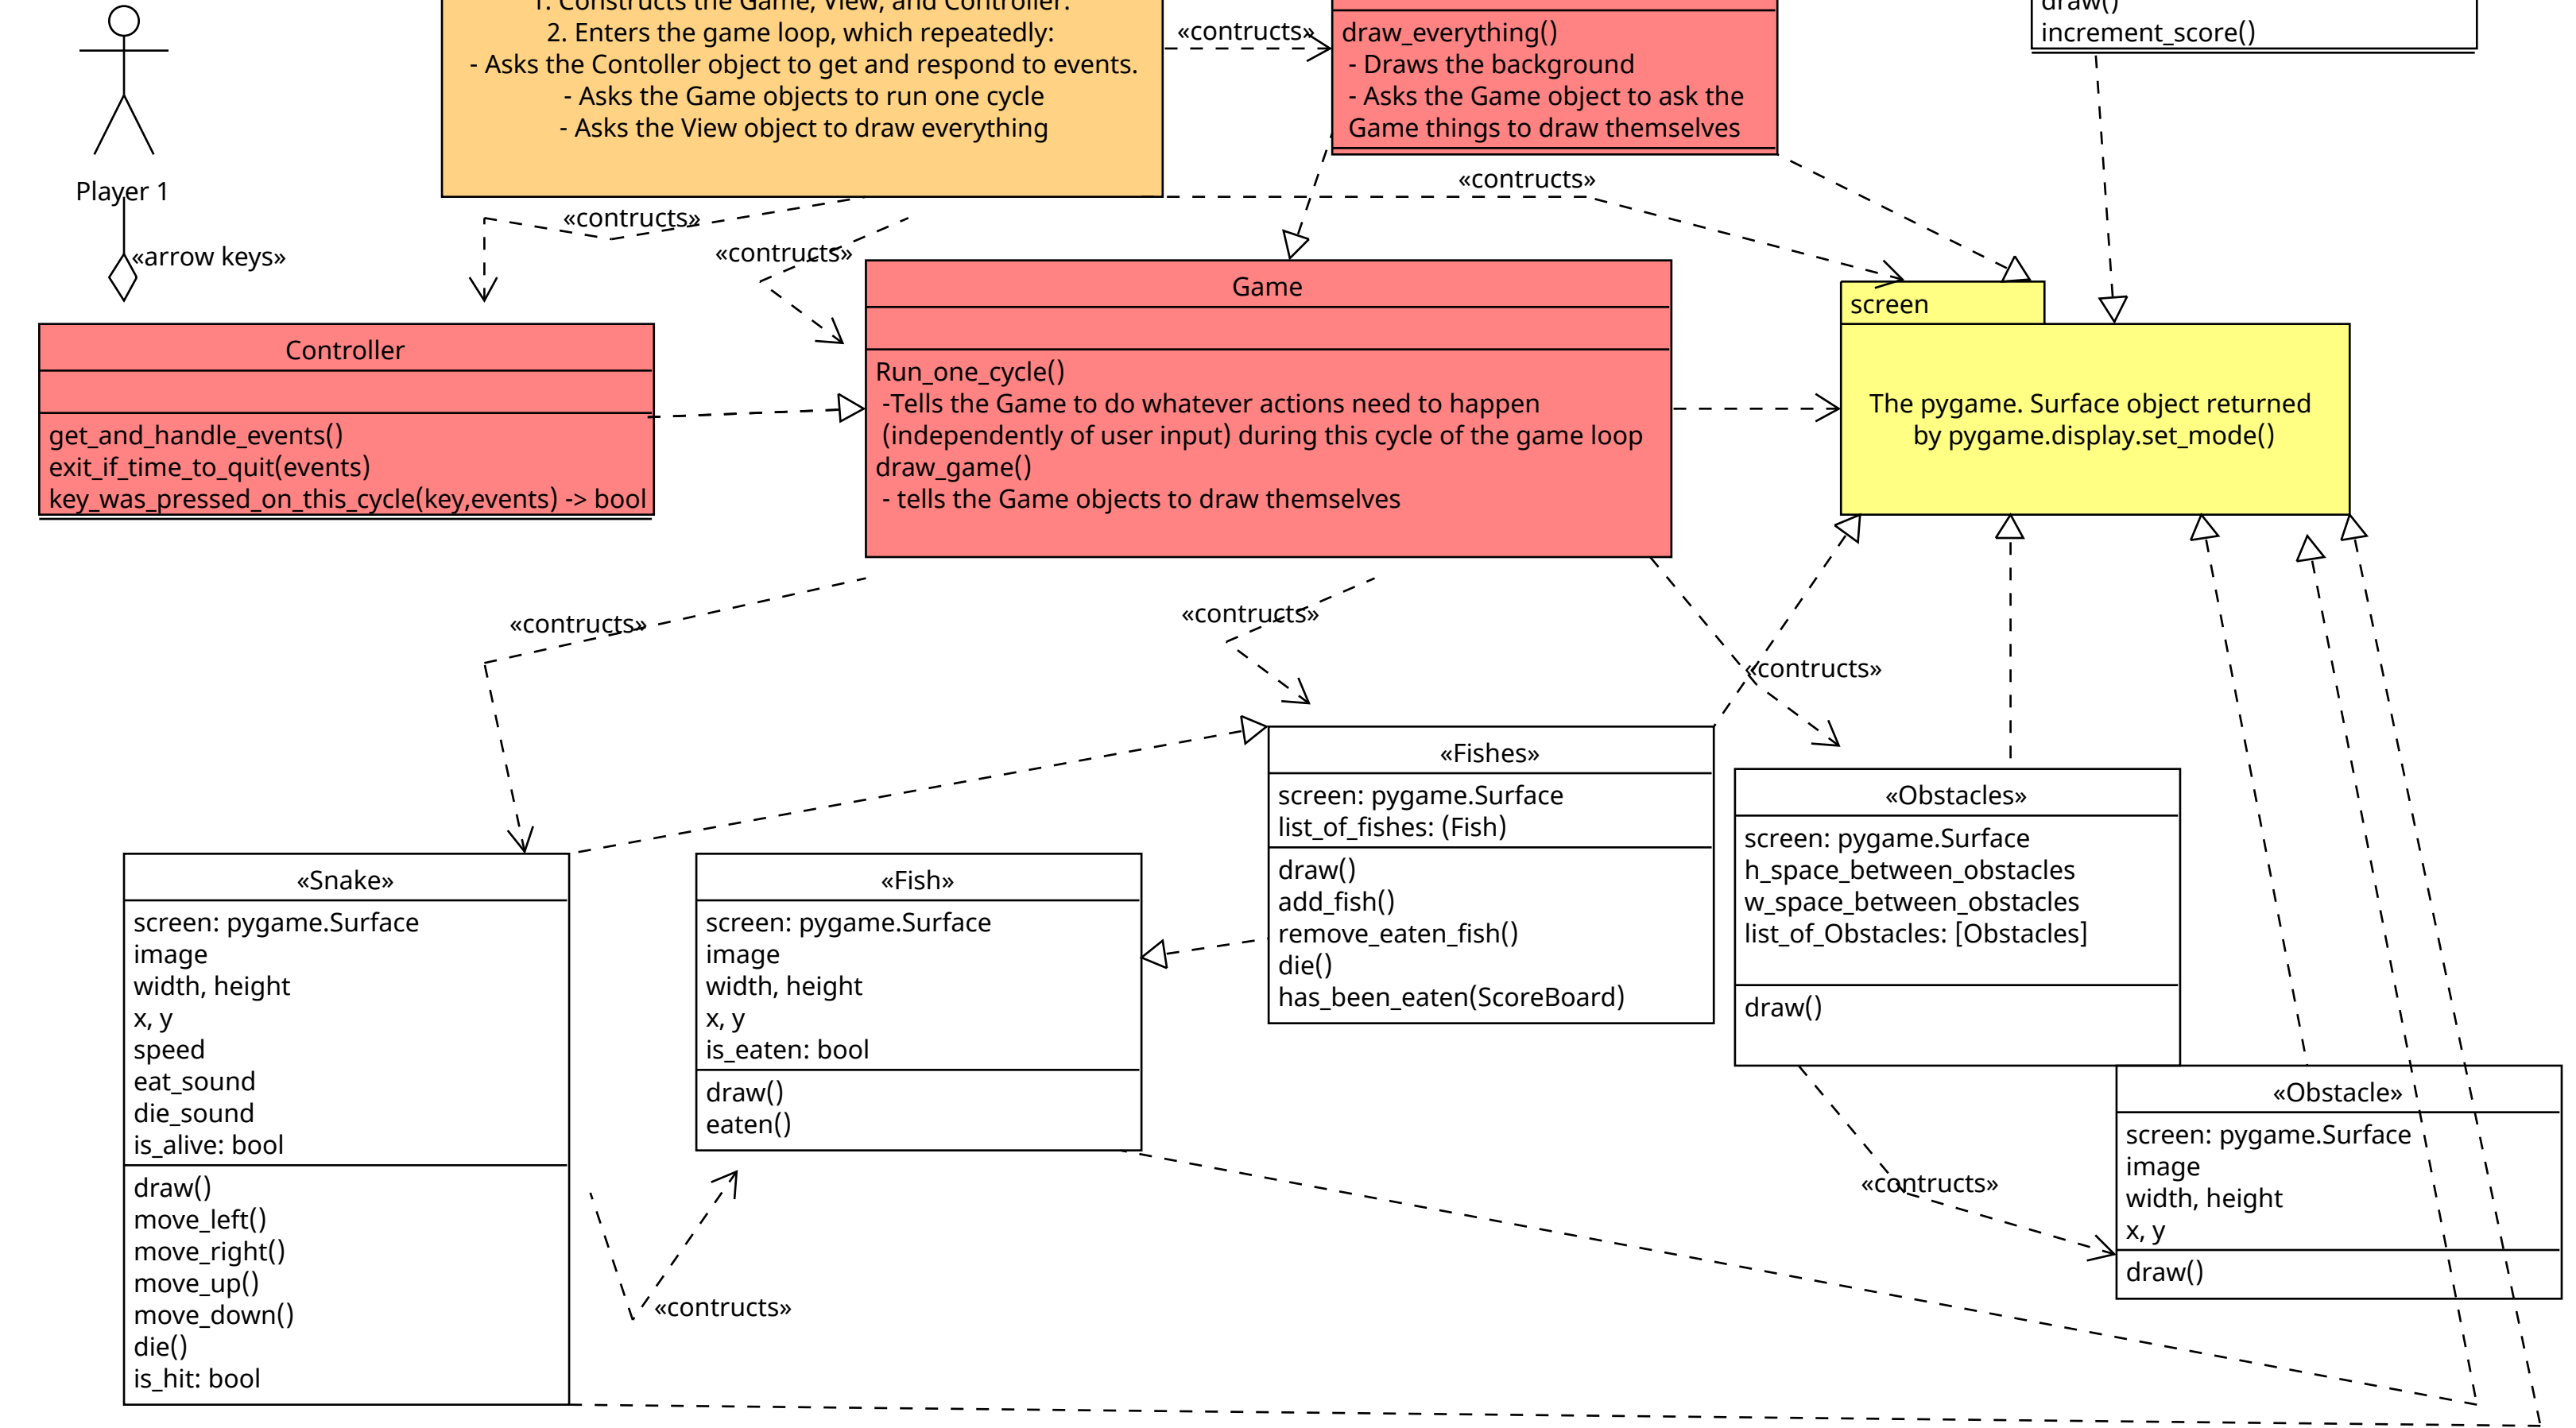 1. Constructs the Game, View, and Controller.
2. Enters the game loop, which repeatedly:
- Asks the Contoller object to get and respond to events.
- Asks the Game objects to run one cycle
- Asks the View object to draw everything
«contructs»
draw_everything()
- Draws the background
- Asks the Game object to ask the
Game things to draw themselves
draw()
increment_score()
Player 1
«arrow keys»
«contructs»
«contructs»
«contructs»
Controller
get_and_handle_events()
exit_if_time_to_quit(events)
key_was_pressed_on_this_cycle(key,events) -> bool
Game
Run_one_cycle()
-Tells the Game to do whatever actions need to happen
(independently of user input) during this cycle of the game loop
draw_game()
- tells the Game objects to draw themselves
screen
The pygame. Surface object returned
by pygame.display.set_mode()
«contructs»
«contructs»
«contructs»
«Snake»
screen: pygame.Surface
image
width, height
x, y
speed
eat_sound
die_sound
is_alive: bool
draw()
move_left()
move_right()
move_up()
move_down()
die()
is_hit: bool
«Fish»
screen: pygame.Surface
image
width, height
x, y
is_eaten: bool
draw()
eaten()
«contructs»
«Fishes»
screen: pygame.Surface
list_of_fishes: (Fish)
draw()
add_fish()
remove_eaten_fish()
die()
has_been_eaten(ScoreBoard)
«Obstacles»
screen: pygame.Surface
h_space_between_obstacles
w_space_between_obstacles
list_of_Obstacles: [Obstacles]
draw()
«contructs»
«Obstacle»
screen: pygame.Surface
image
width, height
x, y
draw()